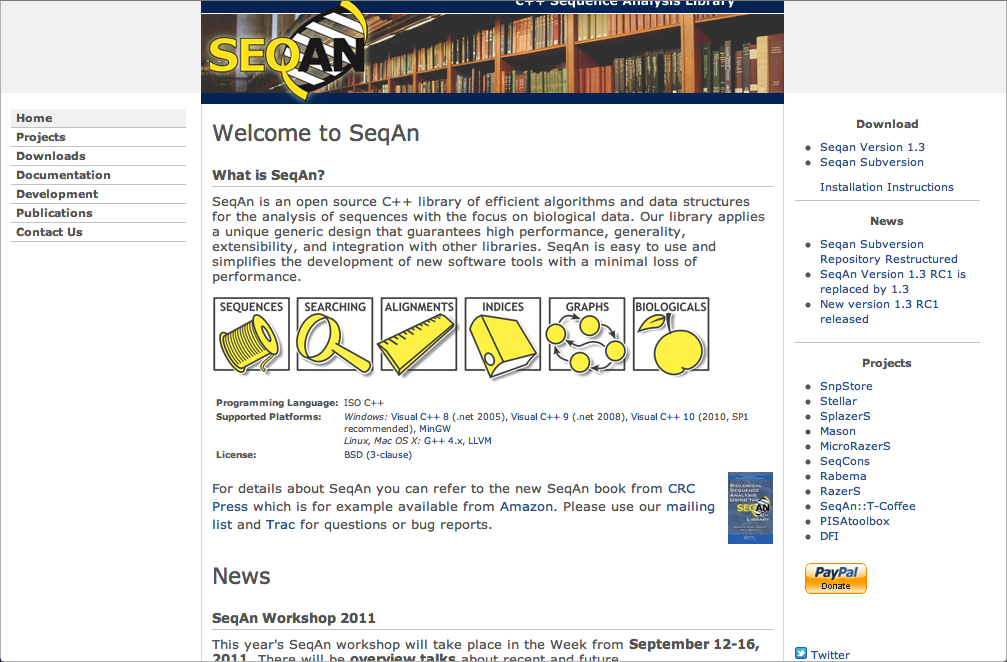 C++ Sequence Analysis Library
SEQAN
Home
Projects
Downloads
Documentation
Development
Publications
Contact Us
Welcome to SeqAn
What is SeqAn?
SeqAn is an open source C++ library of efficient algorithms and data structures
for the analysis of sequences with the focus on biological data. Our library applies
a unique generic design that guarantees high performance, generality,
extensibility, and integration with other libraries. SeqAn is easy to use and
simplifies the development of new software tools with a minimal loss of
performance.
SEQUENCES SEARCHING ALIGNMENTS INDICES GRAPHS BIOLOGICALS
Programming Language: ISO C++
Supported Platforms: Windows: Visual C++ 8 (.net 2005), Visual C++ 9 (.net 2008), Visual C++ 10 (2010, SP1
recommended), MinGW
Linux, Mac OS X: G++ 4.x, LLVM
License: BSD (3-clause)
For details about SeqAn you can refer to the new SeqAn book from CRC
Press which is for example available from Amazon. Please use our mailing
list and Trac for questions or bug reports.
BIOLOGICAL
SEQUENCE
ANALYSIS
USING THE
SEQAN
C++
LIBRARY
News
SeqAn Workshop 2011
This year's SeqAn workshop will take place in the Week from September 12-16,
2011. There will be overview talks about recent and future
Download
Seqan Version 1.3
Seqan Subversion
Installation Instructions
News
Seqan Subversion
Repository Restructured
SeqAn Version 1.3 RC1 is
replaced by 1.3
New version 1.3 RC1
released
Projects
SnpStore
Stellar
SplazerS
Mason
MicroRazerS
SeqCons
Rabema
RazerS
SeqAn::T-Coffee
PISAtoolbox
DFI
PayPal
Donate
Twitter